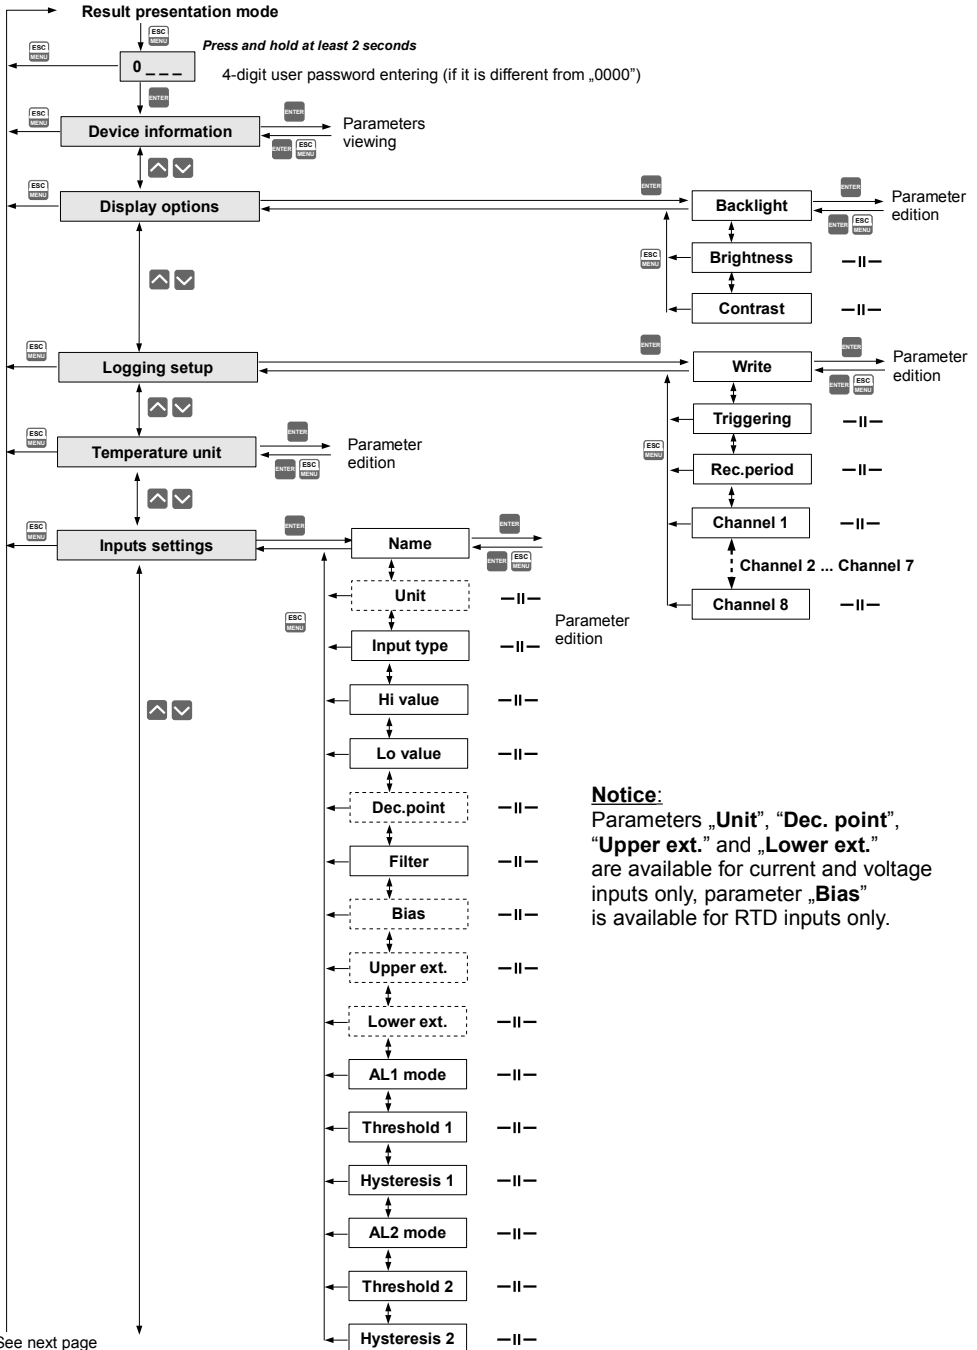 Result presentation mode
ESC
MENU
Press and hold at least 2 seconds
ESC
MENU
0 _ _ _
4-digit user password entering (if it is different from „0000”)
ENTER
ESC
MENU
Device information
ENTER
ENTER
ESC
MENU
Parameters
viewing
ESC
MENU
Display options
ENTER
Backlight
ENTER
ENTER
ESC
MENU
Parameter
edition
ESC
MENU
Brightness
—II—
Contrast
—II—
ESC
MENU
Logging setup
ENTER
Write
ENTER
ENTER
ESC
MENU
Parameter
edition
Triggering
—II—
ESC
MENU
Temperature unit
ENTER
ENTER
ESC
MENU
Parameter
edition
ESC
MENU
Rec.period
—II—
ESC
MENU
Inputs settings
ENTER
Name
ENTER
ENTER
ESC
MENU
Parameter
edition
Channel 1
—II—
Channel 2 ... Channel 7
Channel 8
—II—
ESC
MENU
Unit
—II—
Input type
—II—
Hi value
—II—
Lo value
—II—
Dec.point
—II—
Filter
—II—
Bias
—II—
Upper ext.
—II—
Lower ext.
—II—
AL1 mode
—II—
Threshold 1
—II—
Hysteresis 1
—II—
AL2 mode
—II—
Threshold 2
—II—
Hysteresis 2
—II—
Notice:
Parameters „Unit”, “Dec. point”,
“Upper ext.” and „Lower ext.”
are available for current and voltage
inputs only, parameter „Bias”
is available for RTD inputs only.
See next page